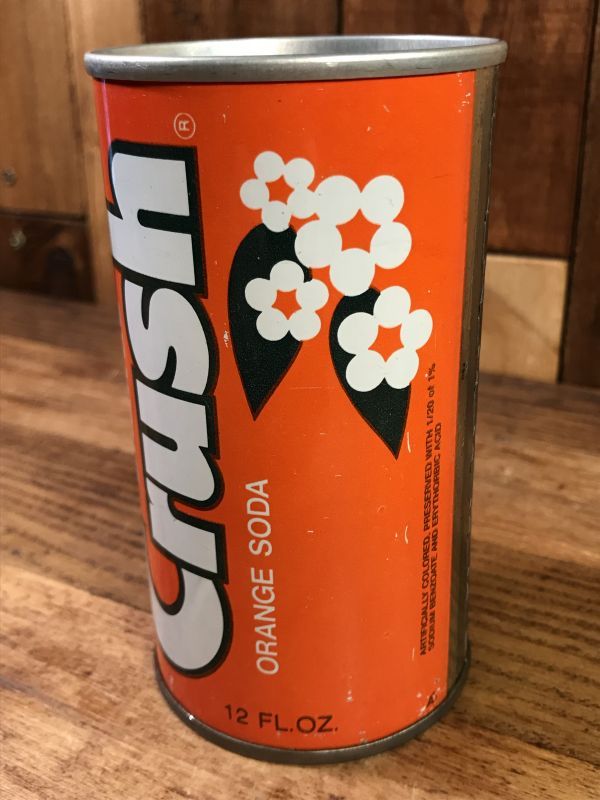 Crush®
ORANGE SODA
12 FL.OZ.
ARTIFICIALLY COLORED. PRESERVED WITH 1/20 of 1%
SODIUM BENZOATE AND ERYTHORBIC ACID